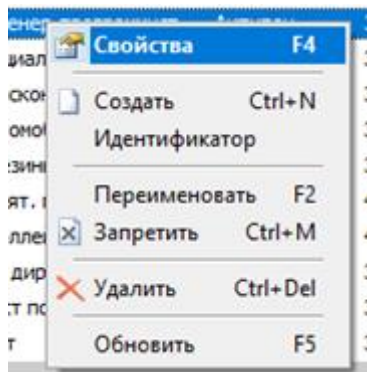 Свойства F4
Создать Ctrl+N
Идентификатор
Переименовать F2
Запретить Ctrl+M
Удалить Ctrl+Del
Обновить F5